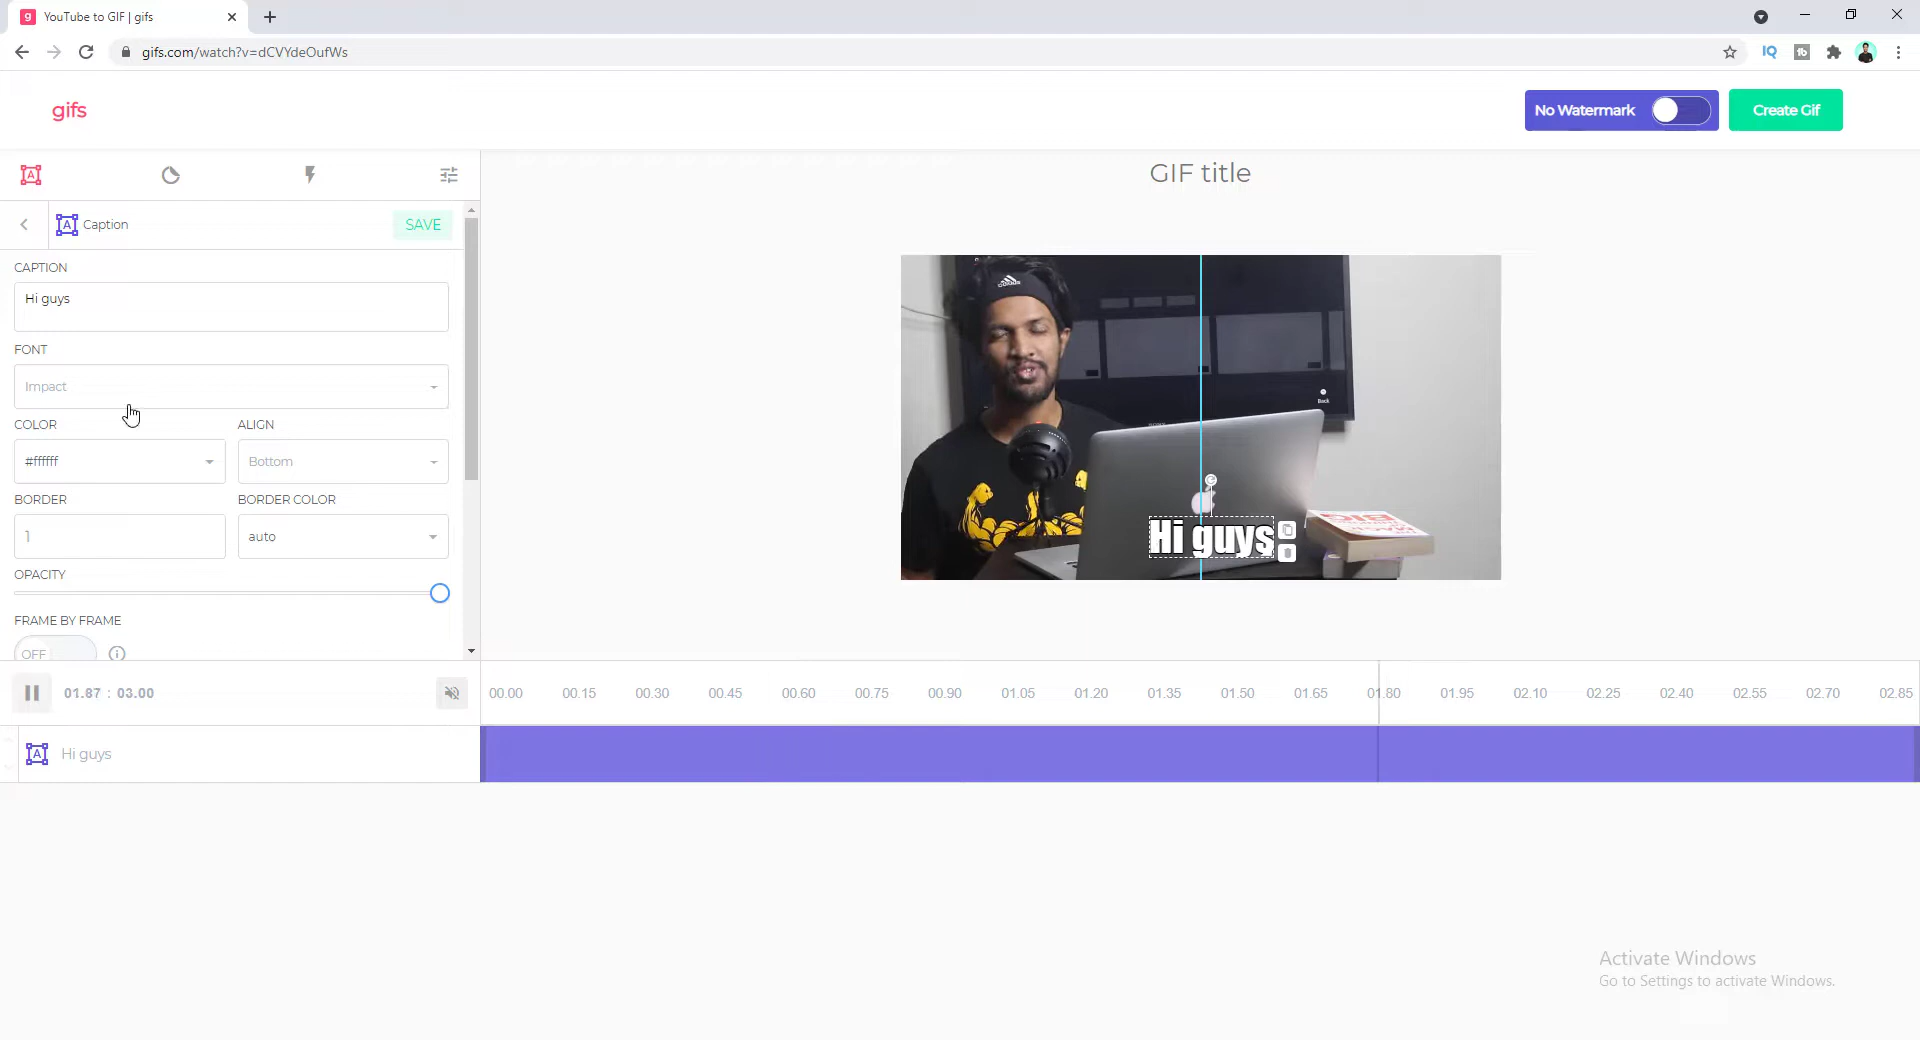 YouTube to GIF | gifs
gifs.com/watch?v=dCVYdeOufWs
gifs
No Watermark
Create Gif
GIF title
Caption
SAVE
CAPTION
Hi guys
FONT
Impact
COLOR
ALIGN
#ffffff
Bottom
BORDER
BORDER COLOR
1
auto
OPACITY
FRAME BY FRAME
OFF
Back
Hi guys
01.87 : 03.00
00.00 00.15 00.30 00.45 00.60 00.75 00.90 01.05 01.20 01.35 01.50 01.65 01.80 01.95 02.10 02.25 02.40 02.55 02.70 02.85
Hi guys
Activate Windows
Go to Settings to activate Windows.